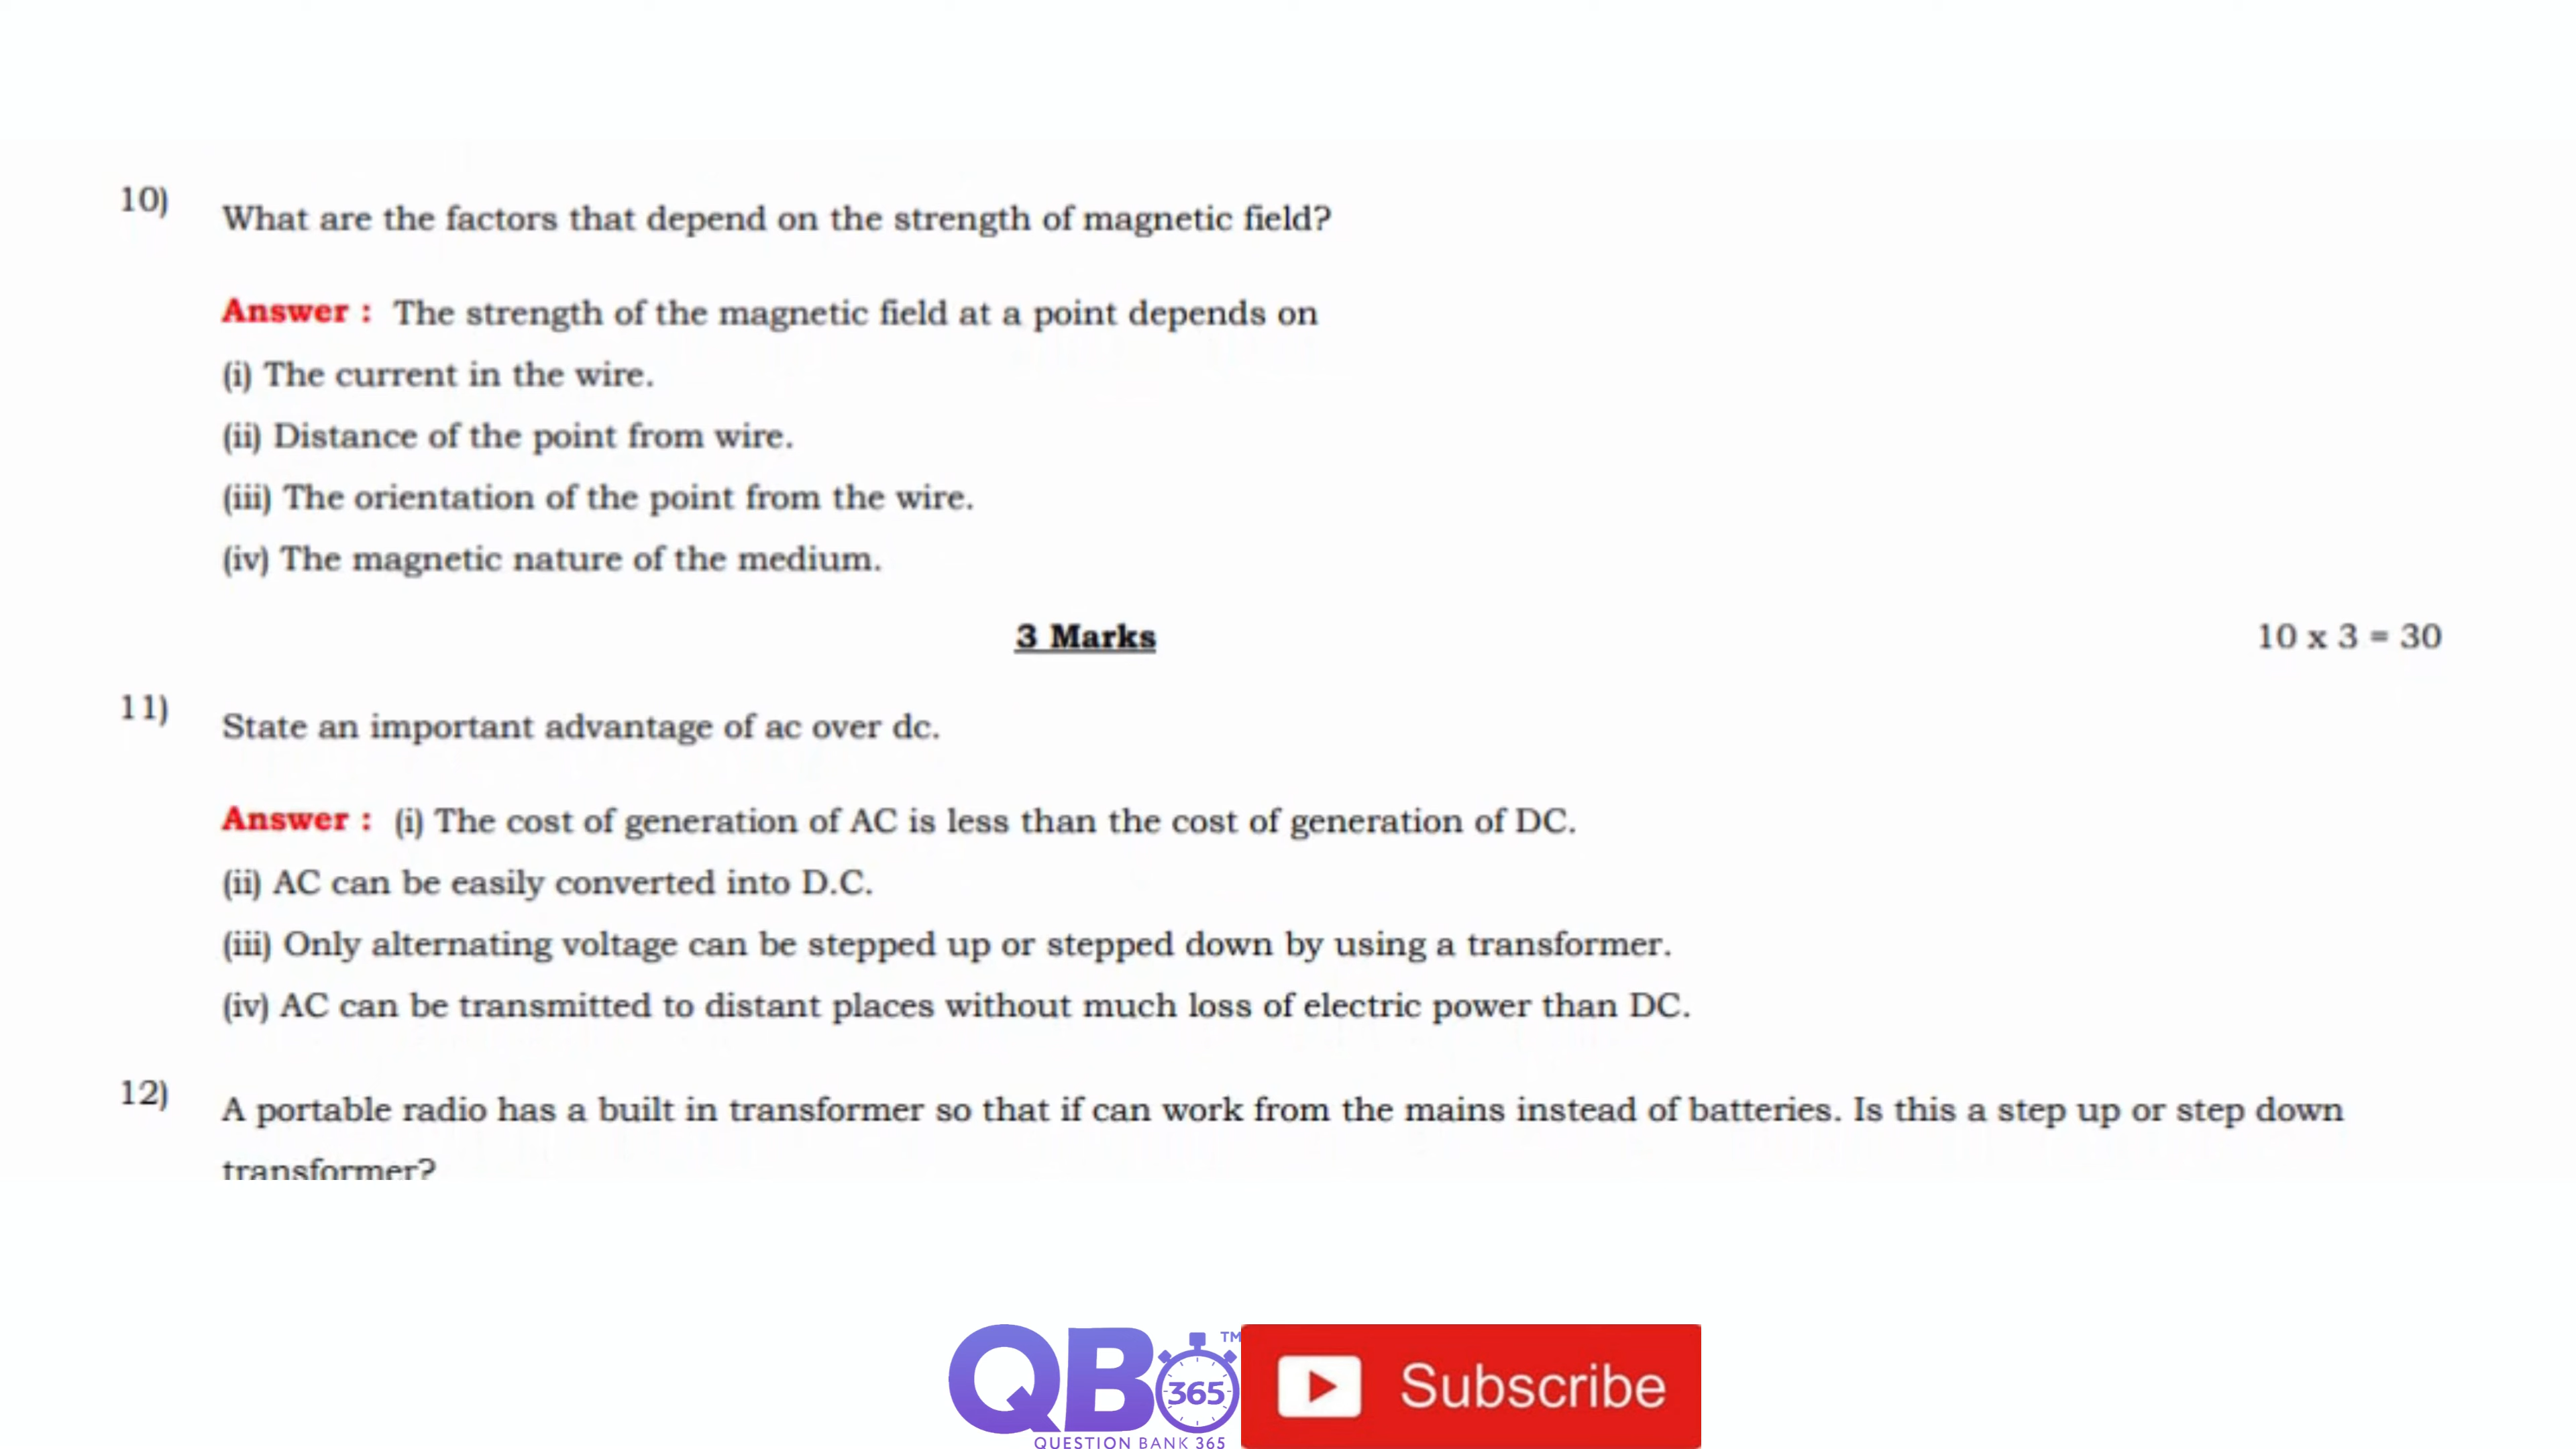 10)
What are the factors that depend on the strength of magnetic field?
Answer : The strength of the magnetic field at a point depends on
(i) The current in the wire.
(ii) Distance of the point from wire.
(iii) The orientation of the point from the wire.
(iv) The magnetic nature of the medium.
3 Marks
10 x 3 = 30
11)
State an important advantage of ac over dc.
Answer : (i) The cost of generation of AC is less than the cost of generation of DC.
(ii) AC can be easily converted into D.C.
(iii) Only alternating voltage can be stepped up or stepped down by using a transformer.
(iv) AC can be transmitted to distant places without much loss of electric power than DC.
12)
A portable radio has a built in transformer so that if can work from the mains instead of batteries. Is this a step up or step down
transformer?
QB 365 TM
QUESTION BANK 365
Subscribe